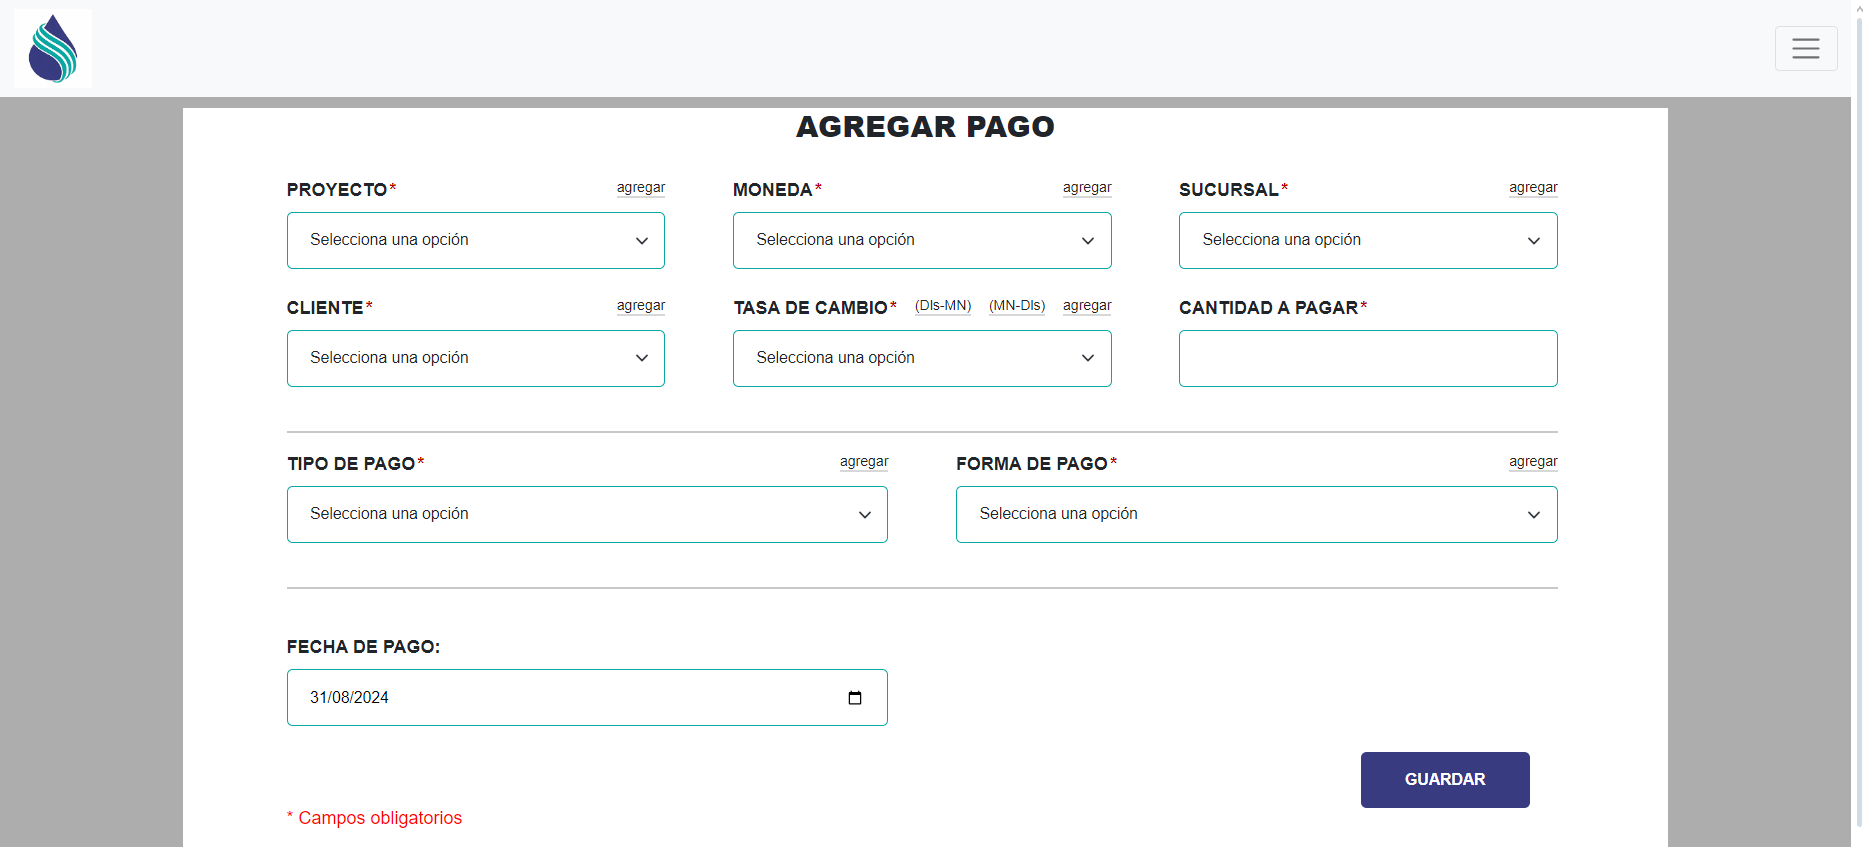 AGREGAR PAGO
PROYECTO* agregar
MONEDA* agregar
SUCURSAL* agregar
Selecciona una opción
Selecciona una opción
Selecciona una opción
CLIENTE* agregar
TASA DE CAMBIO* (Dls-MN) (MN-Dls) agregar
CANTIDAD A PAGAR*
Selecciona una opción
Selecciona una opción
TIPO DE PAGO* agregar
FORMA DE PAGO* agregar
Selecciona una opción
Selecciona una opción
FECHA DE PAGO:
31/08/2024
GUARDAR
* Campos obligatorios